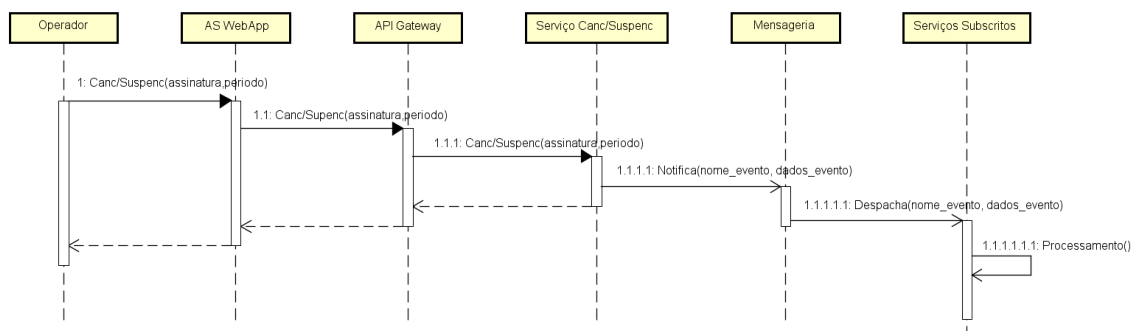 Operador
AS WebApp
API Gateway
Serviço Canc/Suspenc
Mensageria
Serviços Subscritos
1: Canc/Suspenc(assinatura,periodo)
1.1: Canc/Supenc(assinatura,periodo)
1.1.1: Canc/Suspenc(assinatura,periodo)
1.1.1.1: Notifica(nome_evento, dados_evento)
1.1.1.1.1: Despacha(nome_evento, dados_evento)
1.1.1.1.1.1: Processamento()